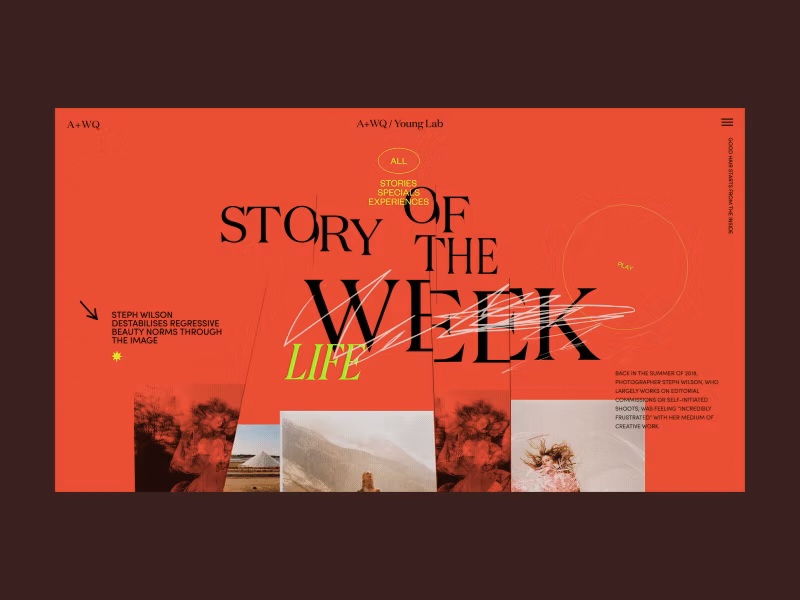 A+WQ
A+WQ / Young Lab
ALL
STORIES
SPECIALS
EXPERIENCES
STORY OF
THE
WEEK
LIFE
PLAY
GOOD HAIR STARTS FROM THE INSIDE
STEPH WILSON
DESTABILISES REGRESSIVE
BEAUTY NORMS THROUGH
THE IMAGE
BACK IN THE SUMMER OF 2018,
PHOTOGRAPHER STEPH WILSON, WHO
LARGELY WORKS ON EDITORIAL
COMMISSIONS OR SELF-INITIATED
SHOOTS, WAS FEELING "INCREDIBLY
FRUSTRATED" WITH HER MEDIUM OF
CREATIVE WORK.